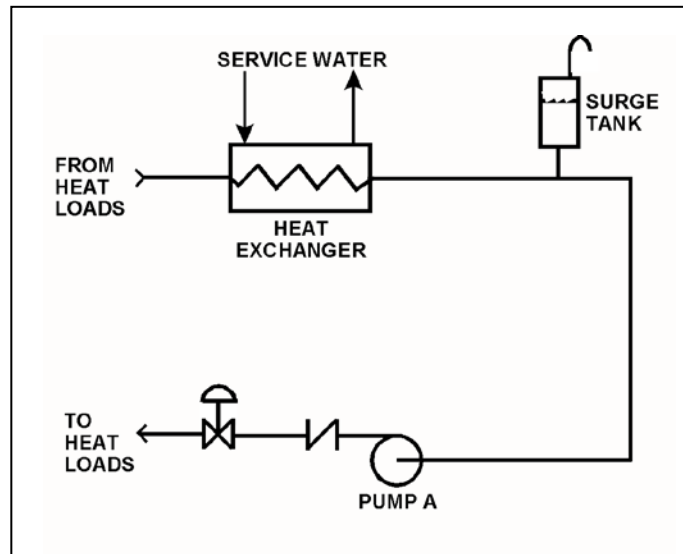 SERVICE WATER
SURGE
TANK
FROM
HEAT
LOADS
HEAT
EXCHANGER
TO
HEAT
LOADS
PUMP A